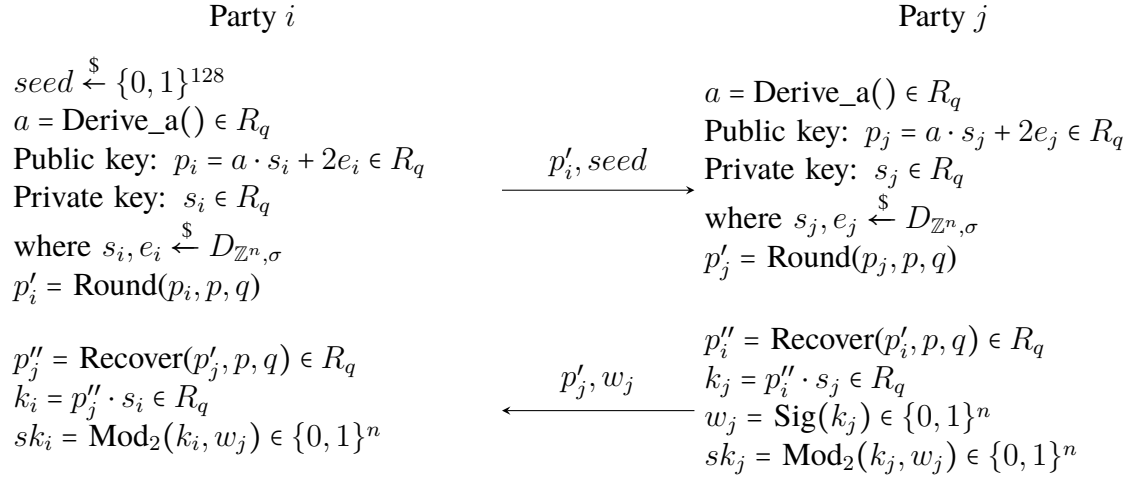 Party i
seed $← {0, 1}¹²⁸
a = Derive_a() ∈ R_q
Public key: p_i = a · s_i + 2e_i ∈ R_q
Private key: s_i ∈ R_q
where s_i, e_i $← D_{ℤⁿ,σ}
p′_i = Round(p_i, p, q)
p″_j = Recover(p′_j, p, q) ∈ R_q
k_i = p″_j · s_i ∈ R_q
sk_i = Mod₂(k_i, w_j) ∈ {0, 1}ⁿ
p′_i, seed
p′_j, w_j
Party j
a = Derive_a() ∈ R_q
Public key: p_j = a · s_j + 2e_j ∈ R_q
Private key: s_j ∈ R_q
where s_j, e_j $← D_{ℤⁿ,σ}
p′_j = Round(p_j, p, q)
p″_i = Recover(p′_i, p, q) ∈ R_q
k_j = p″_i · s_j ∈ R_q
w_j = Sig(k_j) ∈ {0, 1}ⁿ
sk_j = Mod₂(k_j, w_j) ∈ {0, 1}ⁿ